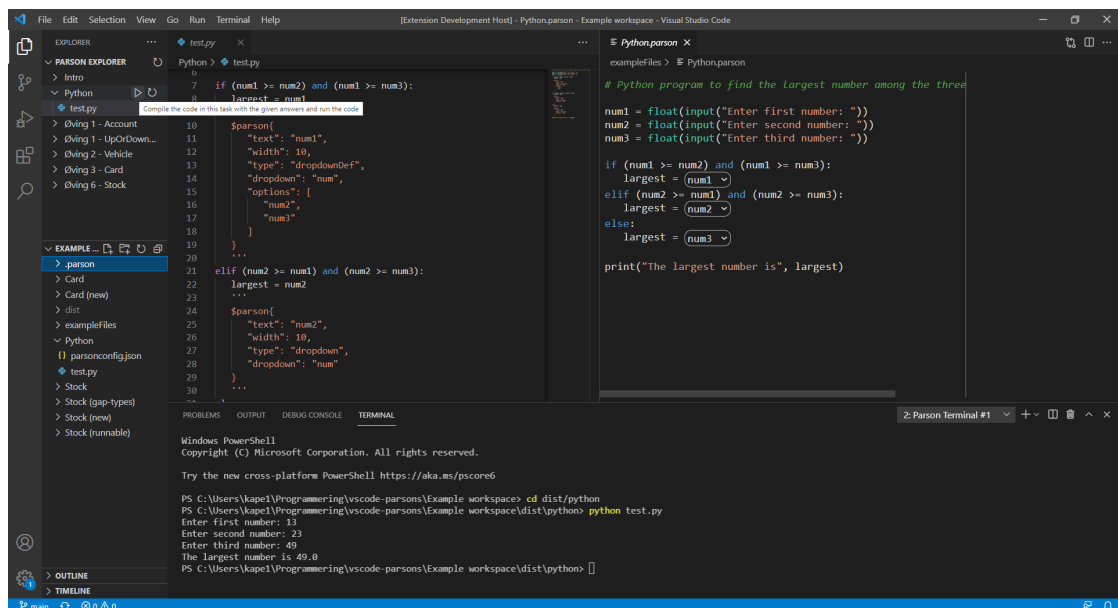 File Edit Selection View Go Run Terminal Help
[Extension Development Host] - Python.parson - Example workspace - Visual Studio Code
EXPLORER
PARSON EXPLORER
Intro
Python
test.py
Øving 1 - Account
Øving 1 - UpOrDown...
Øving 2 - Vehicle
Øving 3 - Card
Øving 6 - Stock
Compile the code in this task with the given answers and run the code
EXAMPLE ...
.parson
Card
Card (new)
dist
exampleFiles
Python
{} parsonconfig.json
test.py
Stock
Stock (gap-types)
Stock (new)
Stock (runnable)
OUTLINE
TIMELINE
test.py
Python > test.py
6
7 if (num1 >= num2) and (num1 >= num3):
8 largest = num1
10 $parson{
11 "text": "num1",
12 "width": 10,
13 "type": "dropdownDef",
14 "dropdown": "num",
15 "options": [
16 "num2",
17 "num3"
18 ]
19 }
20 '''
21 elif (num2 >= num1) and (num2 >= num3):
22 largest = num2
23 '''
24 $parson{
25 "text": "num2",
26 "width": 10,
27 "type": "dropdown",
28 "dropdown": "num"
29 }
30 '''
Python.parson
exampleFiles > Python.parson
# Python program to find the largest number among the three
num1 = float(input("Enter first number: "))
num2 = float(input("Enter second number: "))
num3 = float(input("Enter third number: "))
if (num1 >= num2) and (num1 >= num3):
largest = num1
elif (num2 >= num1) and (num2 >= num3):
largest = num2
else:
largest = num3
print("The largest number is", largest)
PROBLEMS OUTPUT DEBUG CONSOLE TERMINAL
2: Parson Terminal #1
Windows PowerShell
Copyright (C) Microsoft Corporation. All rights reserved.
Try the new cross-platform PowerShell https://aka.ms/pscore6
PS C:\Users\kape1\Programmering\vscode-parsons\Example workspace> cd dist/python
PS C:\Users\kape1\Programmering\vscode-parsons\Example workspace\dist\python> python test.py
Enter first number: 13
Enter second number: 23
Enter third number: 49
The largest number is 49.0
PS C:\Users\kape1\Programmering\vscode-parsons\Example workspace\dist\python>
1
main 0 0